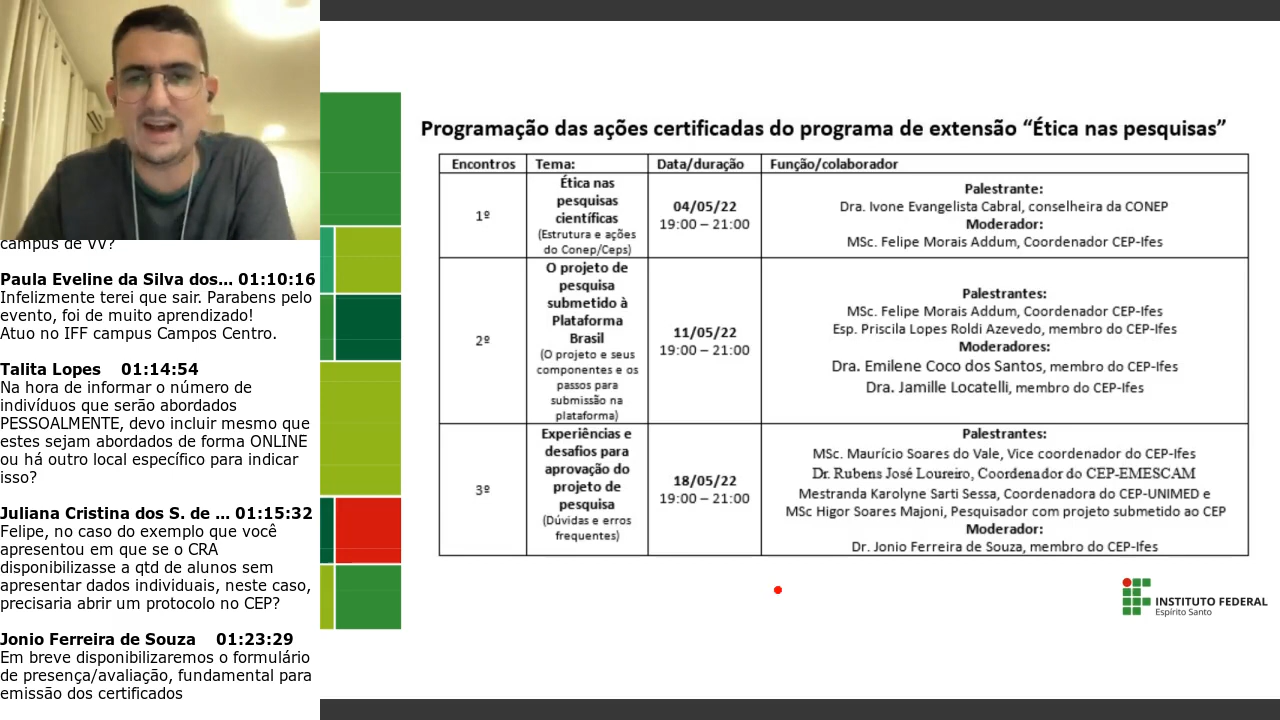 campus de VV?
Paula Eveline da Silva dos... 01:10:16
Infelizmente terei que sair. Parabens pelo
evento, foi de muito aprendizado!
Atuo no IFF campus Campos Centro.
Talita Lopes 01:14:54
Na hora de informar o número de
indivíduos que serão abordados
PESSOALMENTE, devo incluir mesmo que
estes sejam abordados de forma ONLINE
ou há outro local específico para indicar
isso?
Juliana Cristina dos S. de ... 01:15:32
Felipe, no caso do exemplo que você
apresentou em que se o CRA
disponibilizasse a qtd de alunos sem
apresentar dados individuais, neste caso,
precisaria abrir um protocolo no CEP?
Jonio Ferreira de Souza 01:23:29
Em breve disponibilizaremos o formulário
de presença/avaliação, fundamental para
emissão dos certificados
Programação das ações certificadas do programa de extensão “Ética nas pesquisas”
Encontros Tema: Data/duração Função/colaborador
1º
Ética nas
pesquisas
científicas
(Estrutura e ações
do Conep/Ceps)
04/05/22
19:00 – 21:00
Palestrante:
Dra. Ivone Evangelista Cabral, conselheira da CONEP
Moderador:
MSc. Felipe Morais Addum, Coordenador CEP-Ifes
2º
O projeto de
pesquisa
submetido à
Plataforma
Brasil
(O projeto e seus
componentes e os
passos para
submissão na
plataforma)
11/05/22
19:00 – 21:00
Palestrantes:
MSc. Felipe Morais Addum, Coordenador CEP-Ifes
Esp. Priscila Lopes Roldi Azevedo, membro do CEP-Ifes
Moderadores:
Dra. Emilene Coco dos Santos, membro do CEP-Ifes
Dra. Jamille Locatelli, membro do CEP-Ifes
3º
Experiências e
desafios para
aprovação do
projeto de
pesquisa
(Dúvidas e erros
frequentes)
18/05/22
19:00 – 21:00
Palestrantes:
MSc. Maurício Soares do Vale, Vice coordenador do CEP-Ifes
Dr. Rubens José Loureiro, Coordenador do CEP-EMESCAM
Mestranda Karolyne Sarti Sessa, Coordenadora do CEP-UNIMED e
MSc Higor Soares Majoni, Pesquisador com projeto submetido ao CEP
Moderador:
Dr. Jonio Ferreira de Souza, membro do CEP-Ifes
INSTITUTO FEDERAL
Espírito Santo